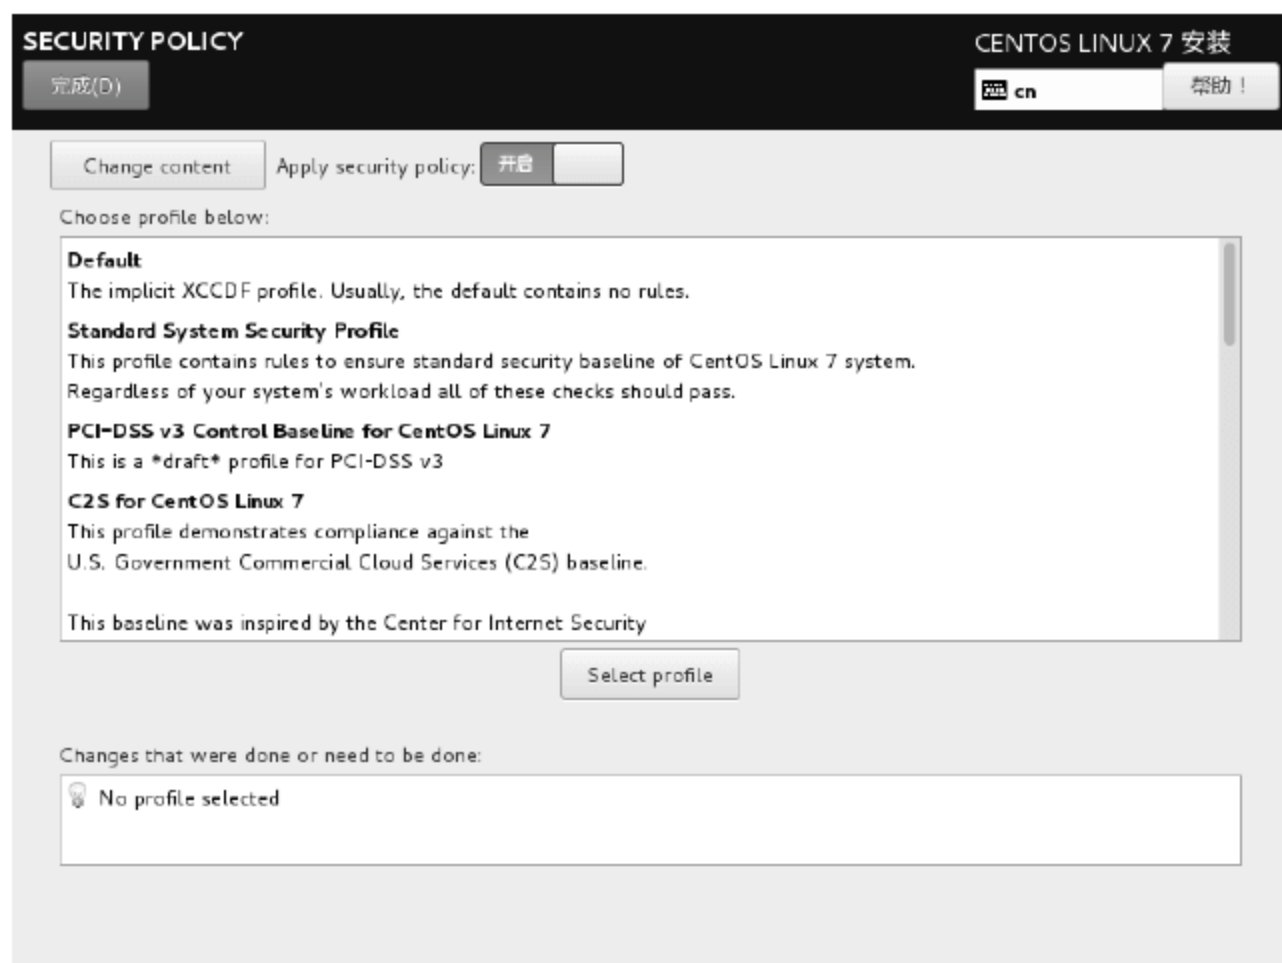 SECURITY POLICY
CENTOS LINUX 7 安装
完成(D)
cn
帮助！
Change content
Apply security policy:
开启
Choose profile below:
Default
The implicit XCCDF profile. Usually, the default contains no rules.
Standard System Security Profile
This profile contains rules to ensure standard security baseline of CentOS Linux 7 system.
Regardless of your system's workload all of these checks should pass.
PCI-DSS v3 Control Baseline for CentOS Linux 7
This is a *draft* profile for PCI-DSS v3
C2S for CentOS Linux 7
This profile demonstrates compliance against the
U.S. Government Commercial Cloud Services (C2S) baseline.
This baseline was inspired by the Center for Internet Security
Select profile
Changes that were done or need to be done:
No profile selected